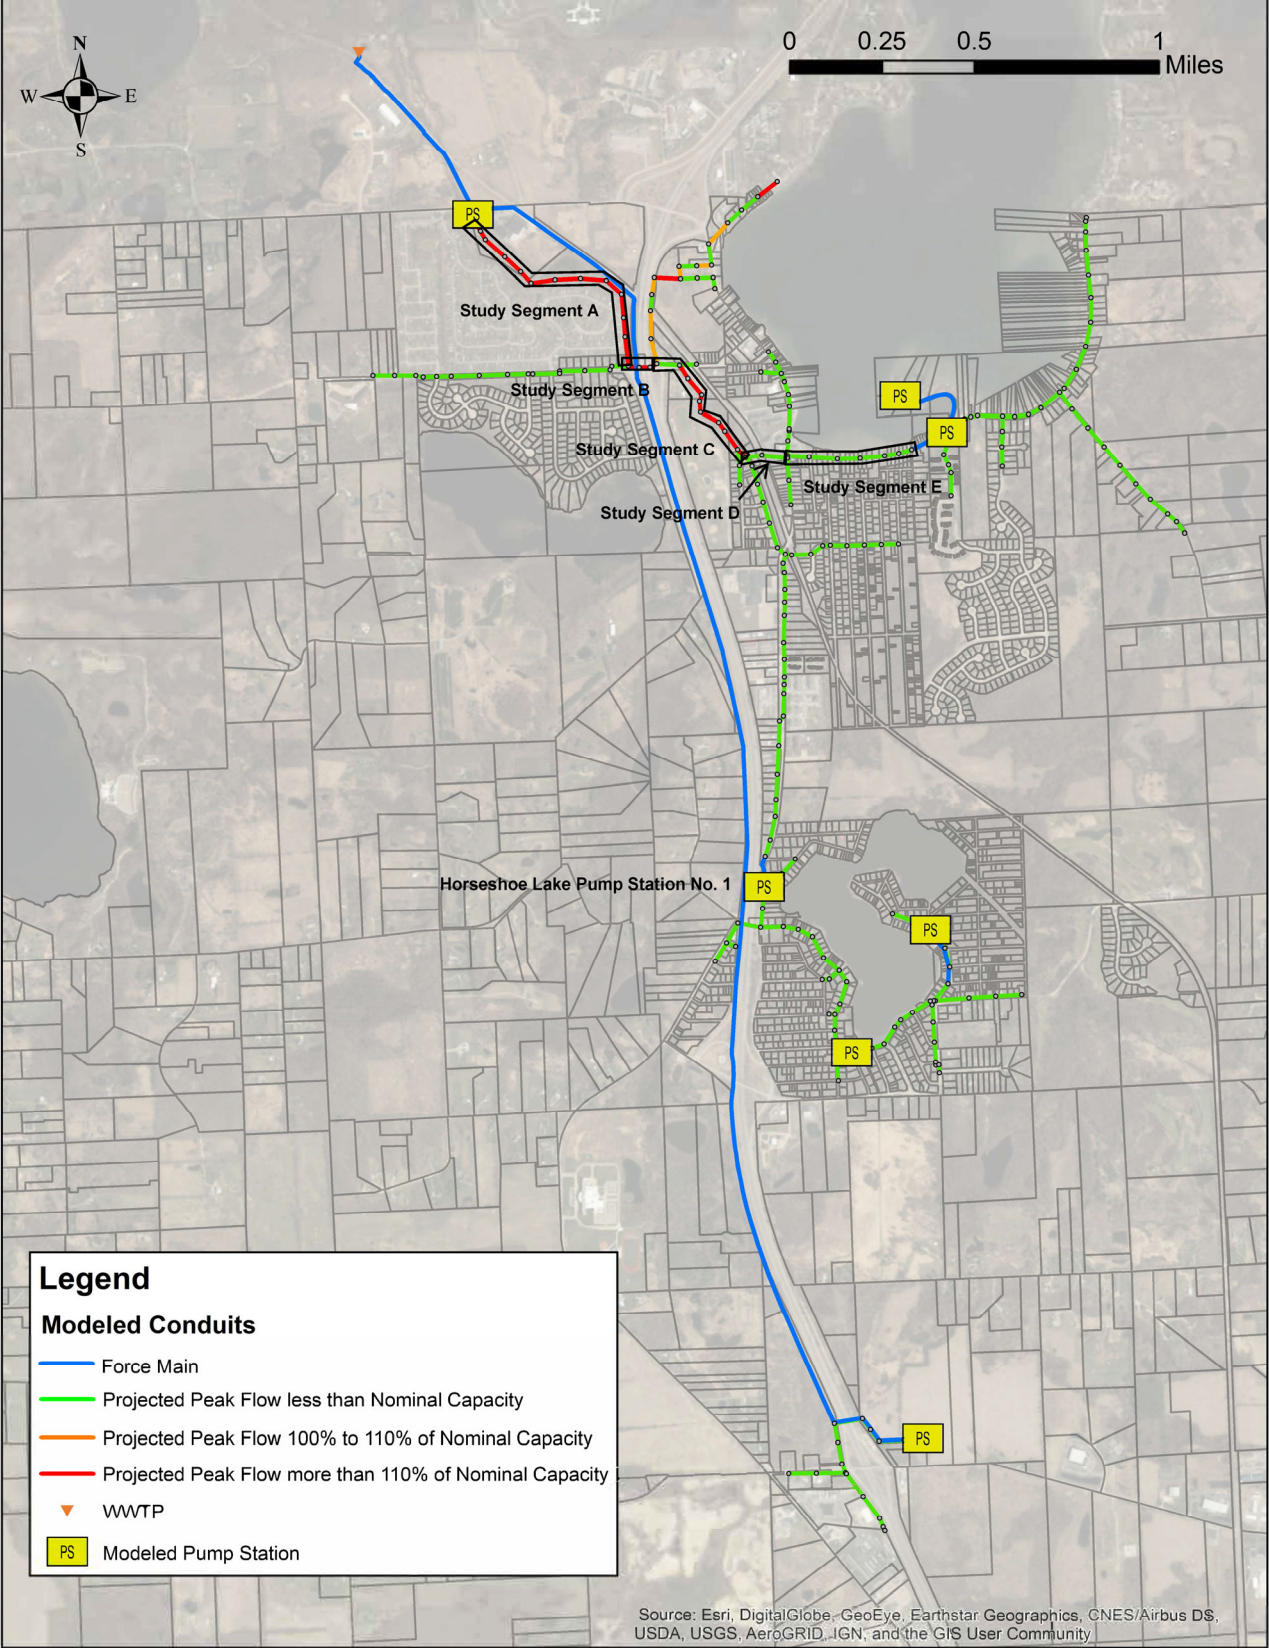 N
W E
S
0 0.25 0.5 1
Miles
PS
Study Segment A
Study Segment B
PS
PS
Study Segment C
Study Segment E
Study Segment D
Horseshoe Lake Pump Station No. 1
PS
PS
PS
Legend
Modeled Conduits
Force Main
Projected Peak Flow less than Nominal Capacity
Projected Peak Flow 100% to 110% of Nominal Capacity
PS
Projected Peak Flow more than 110% of Nominal Capacity
WWTP
PS Modeled Pump Station
Source: Esri, DigitalGlobe, GeoEye, Earthstar Geographics, CNES/Airbus DS,
USDA, USGS, AeroGRID, IGN, and the GIS User Community